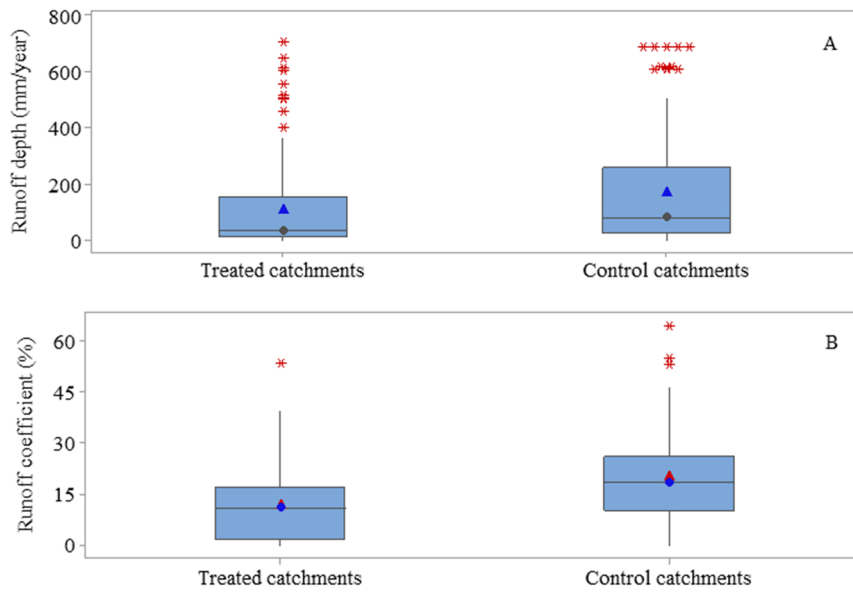 A
Runoff depth (mm/year)
800
600
400
200
0
Treated catchments
Control catchments
B
Runoff coefficient (%)
60
45
30
15
0
Treated catchments
Control catchments